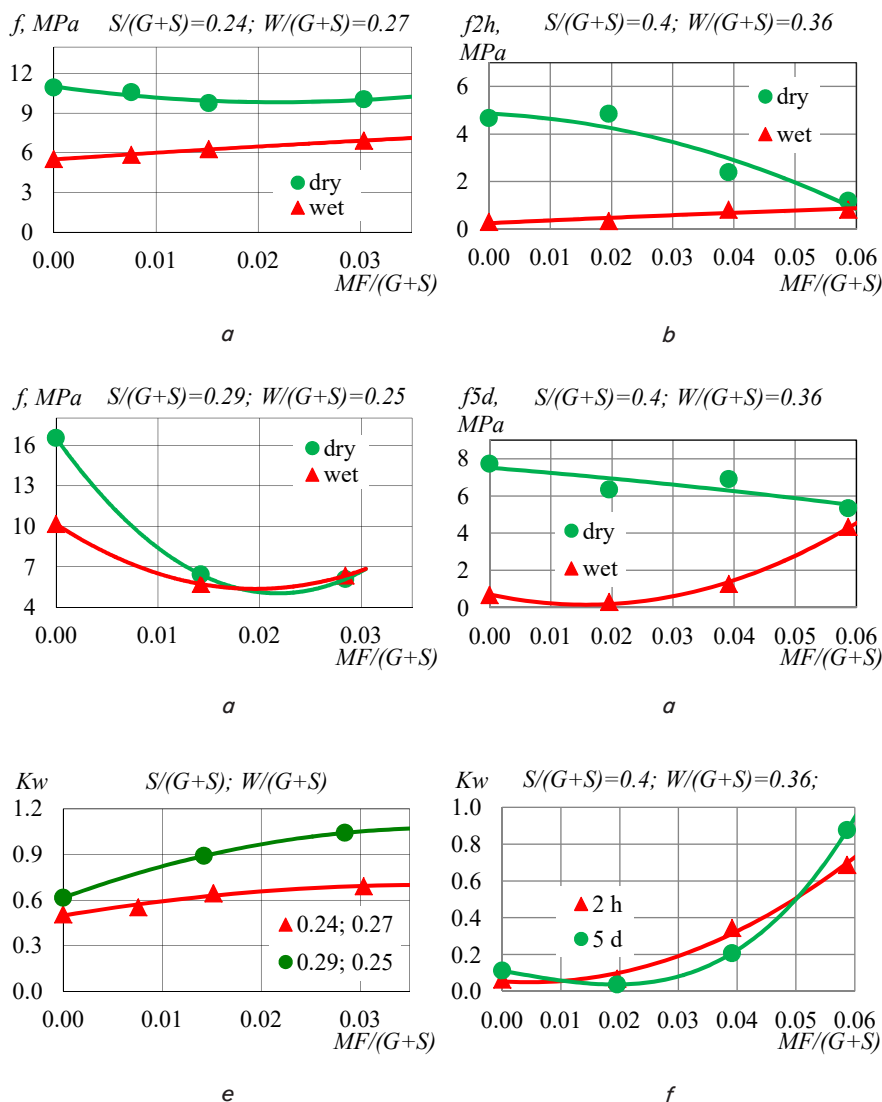 f, MPa S/(G+S)=0.24; W/(G+S)=0.27
12
9
6
3
0
dry
wet
0.00 0.01 0.02 0.03
MF/(G+S)
a
f2h, MPa S/(G+S)=0.4; W/(G+S)=0.36
6
4
2
0
dry
wet
0.00 0.01 0.02 0.03 0.04 0.05 0.06
MF/(G+S)
b
f, MPa S/(G+S)=0.29; W/(G+S)=0.25
16
13
10
7
4
dry
wet
0.00 0.01 0.02 0.03
MF/(G+S)
a
f5d, MPa S/(G+S)=0.4; W/(G+S)=0.36
8
6
4
2
0
dry
wet
0.00 0.01 0.02 0.03 0.04 0.05 0.06
MF/(G+S)
a
Kw S/(G+S); W/(G+S)
1.2
0.9
0.6
0.3
0.0
0.24; 0.27
0.29; 0.25
0.00 0.01 0.02 0.03
MF/(G+S)
e
Kw S/(G+S)=0.4; W/(G+S)=0.36;
1.0
0.8
0.6
0.4
0.2
0.0
2 h
5 d
0.00 0.01 0.02 0.03 0.04 0.05 0.06
MF/(G+S)
f